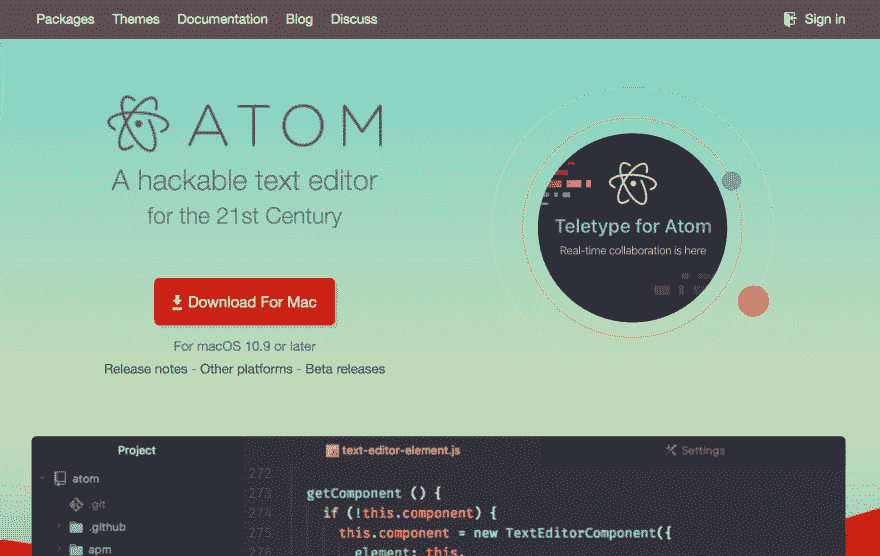 Packages Themes Documentation Blog Discuss Sign in
ATOM
A hackable text editor
for the 21st Century
Teletype for Atom
Real-time collaboration is here
Download For Mac
For macOS 10.9 or later
Release notes - Other platforms - Beta releases
Project text-editor-element.js Settings
atom 272
.git 273 getComponent () {
.github 274 if (!this.component) {
apm 275 this.component = new TextEditorComponent({
276 element: this,